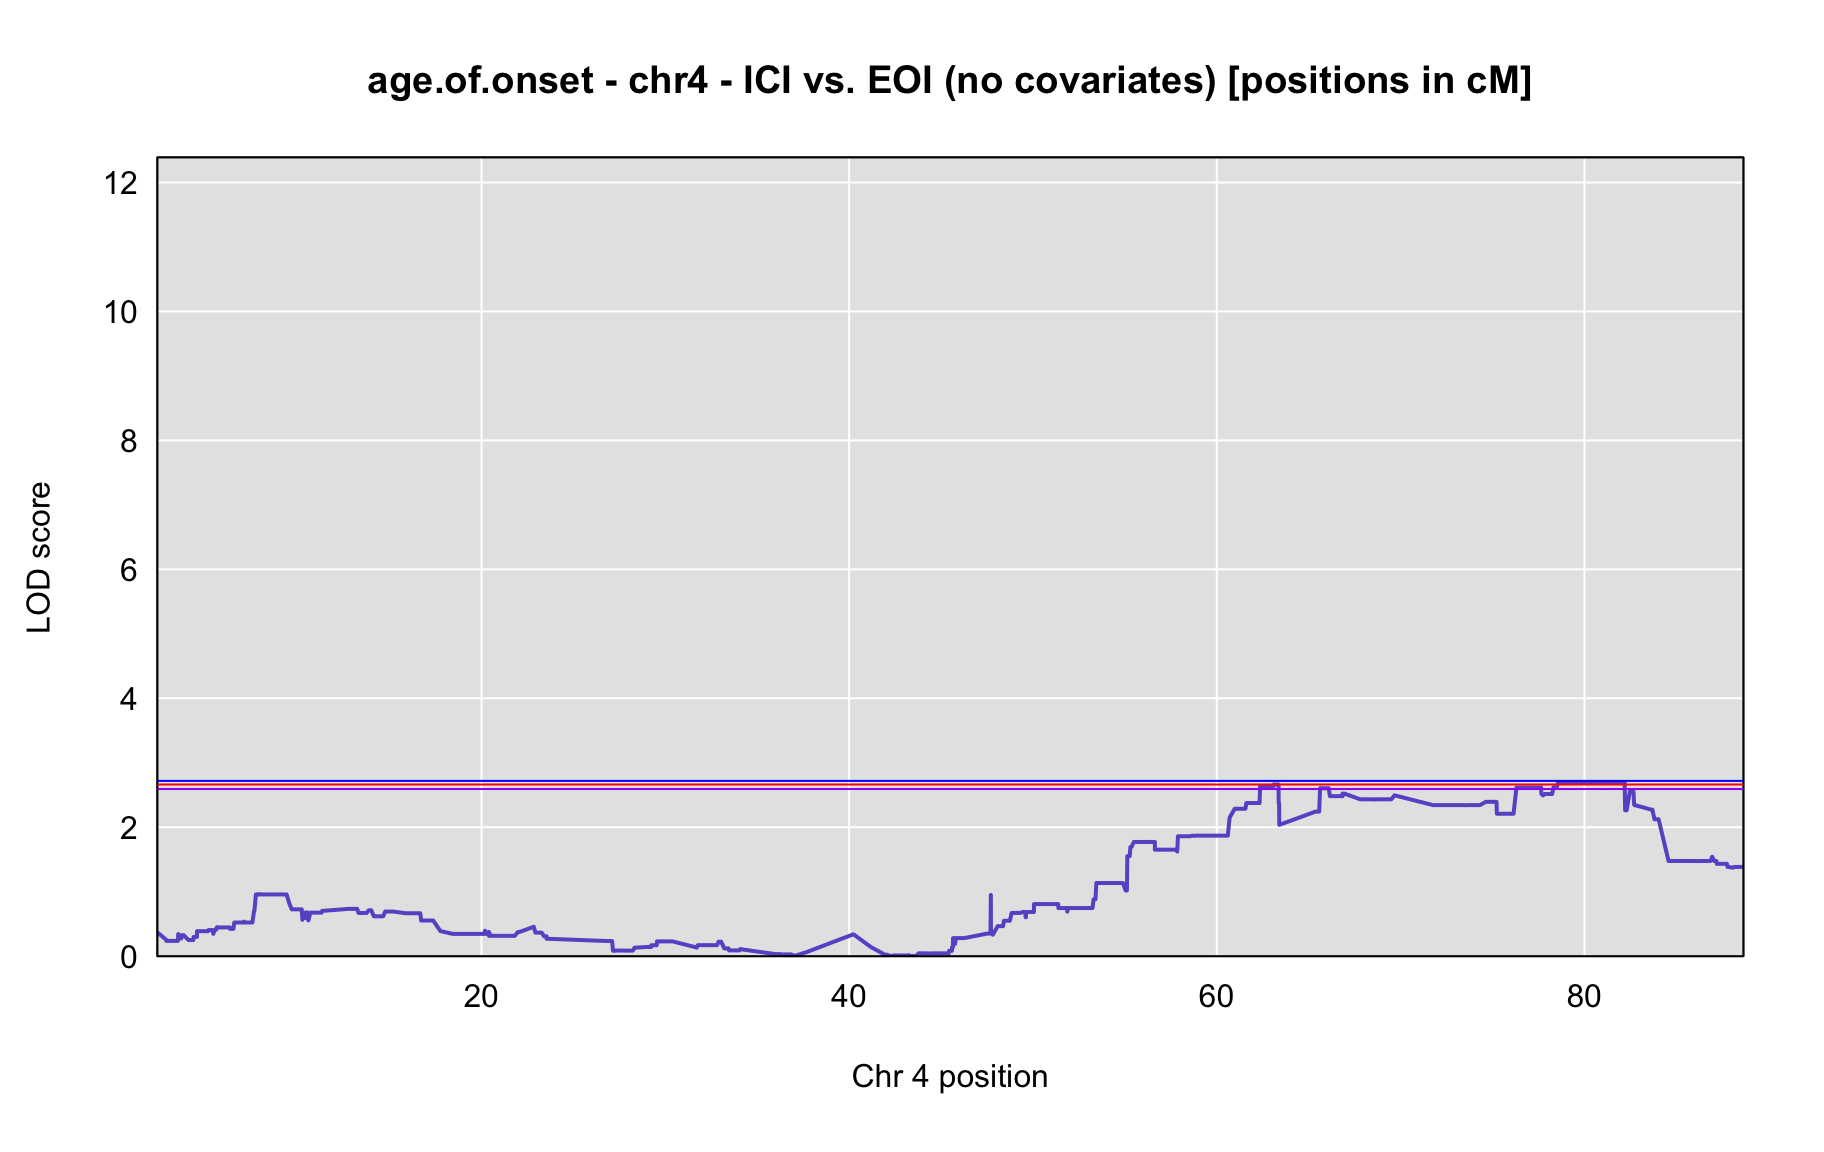 age.of.onset - chr4 - ICI vs. EOI (no covariates) [positions in cM]
12
10
8
6
4
2
0
LOD score
20 40 60 80
Chr 4 position